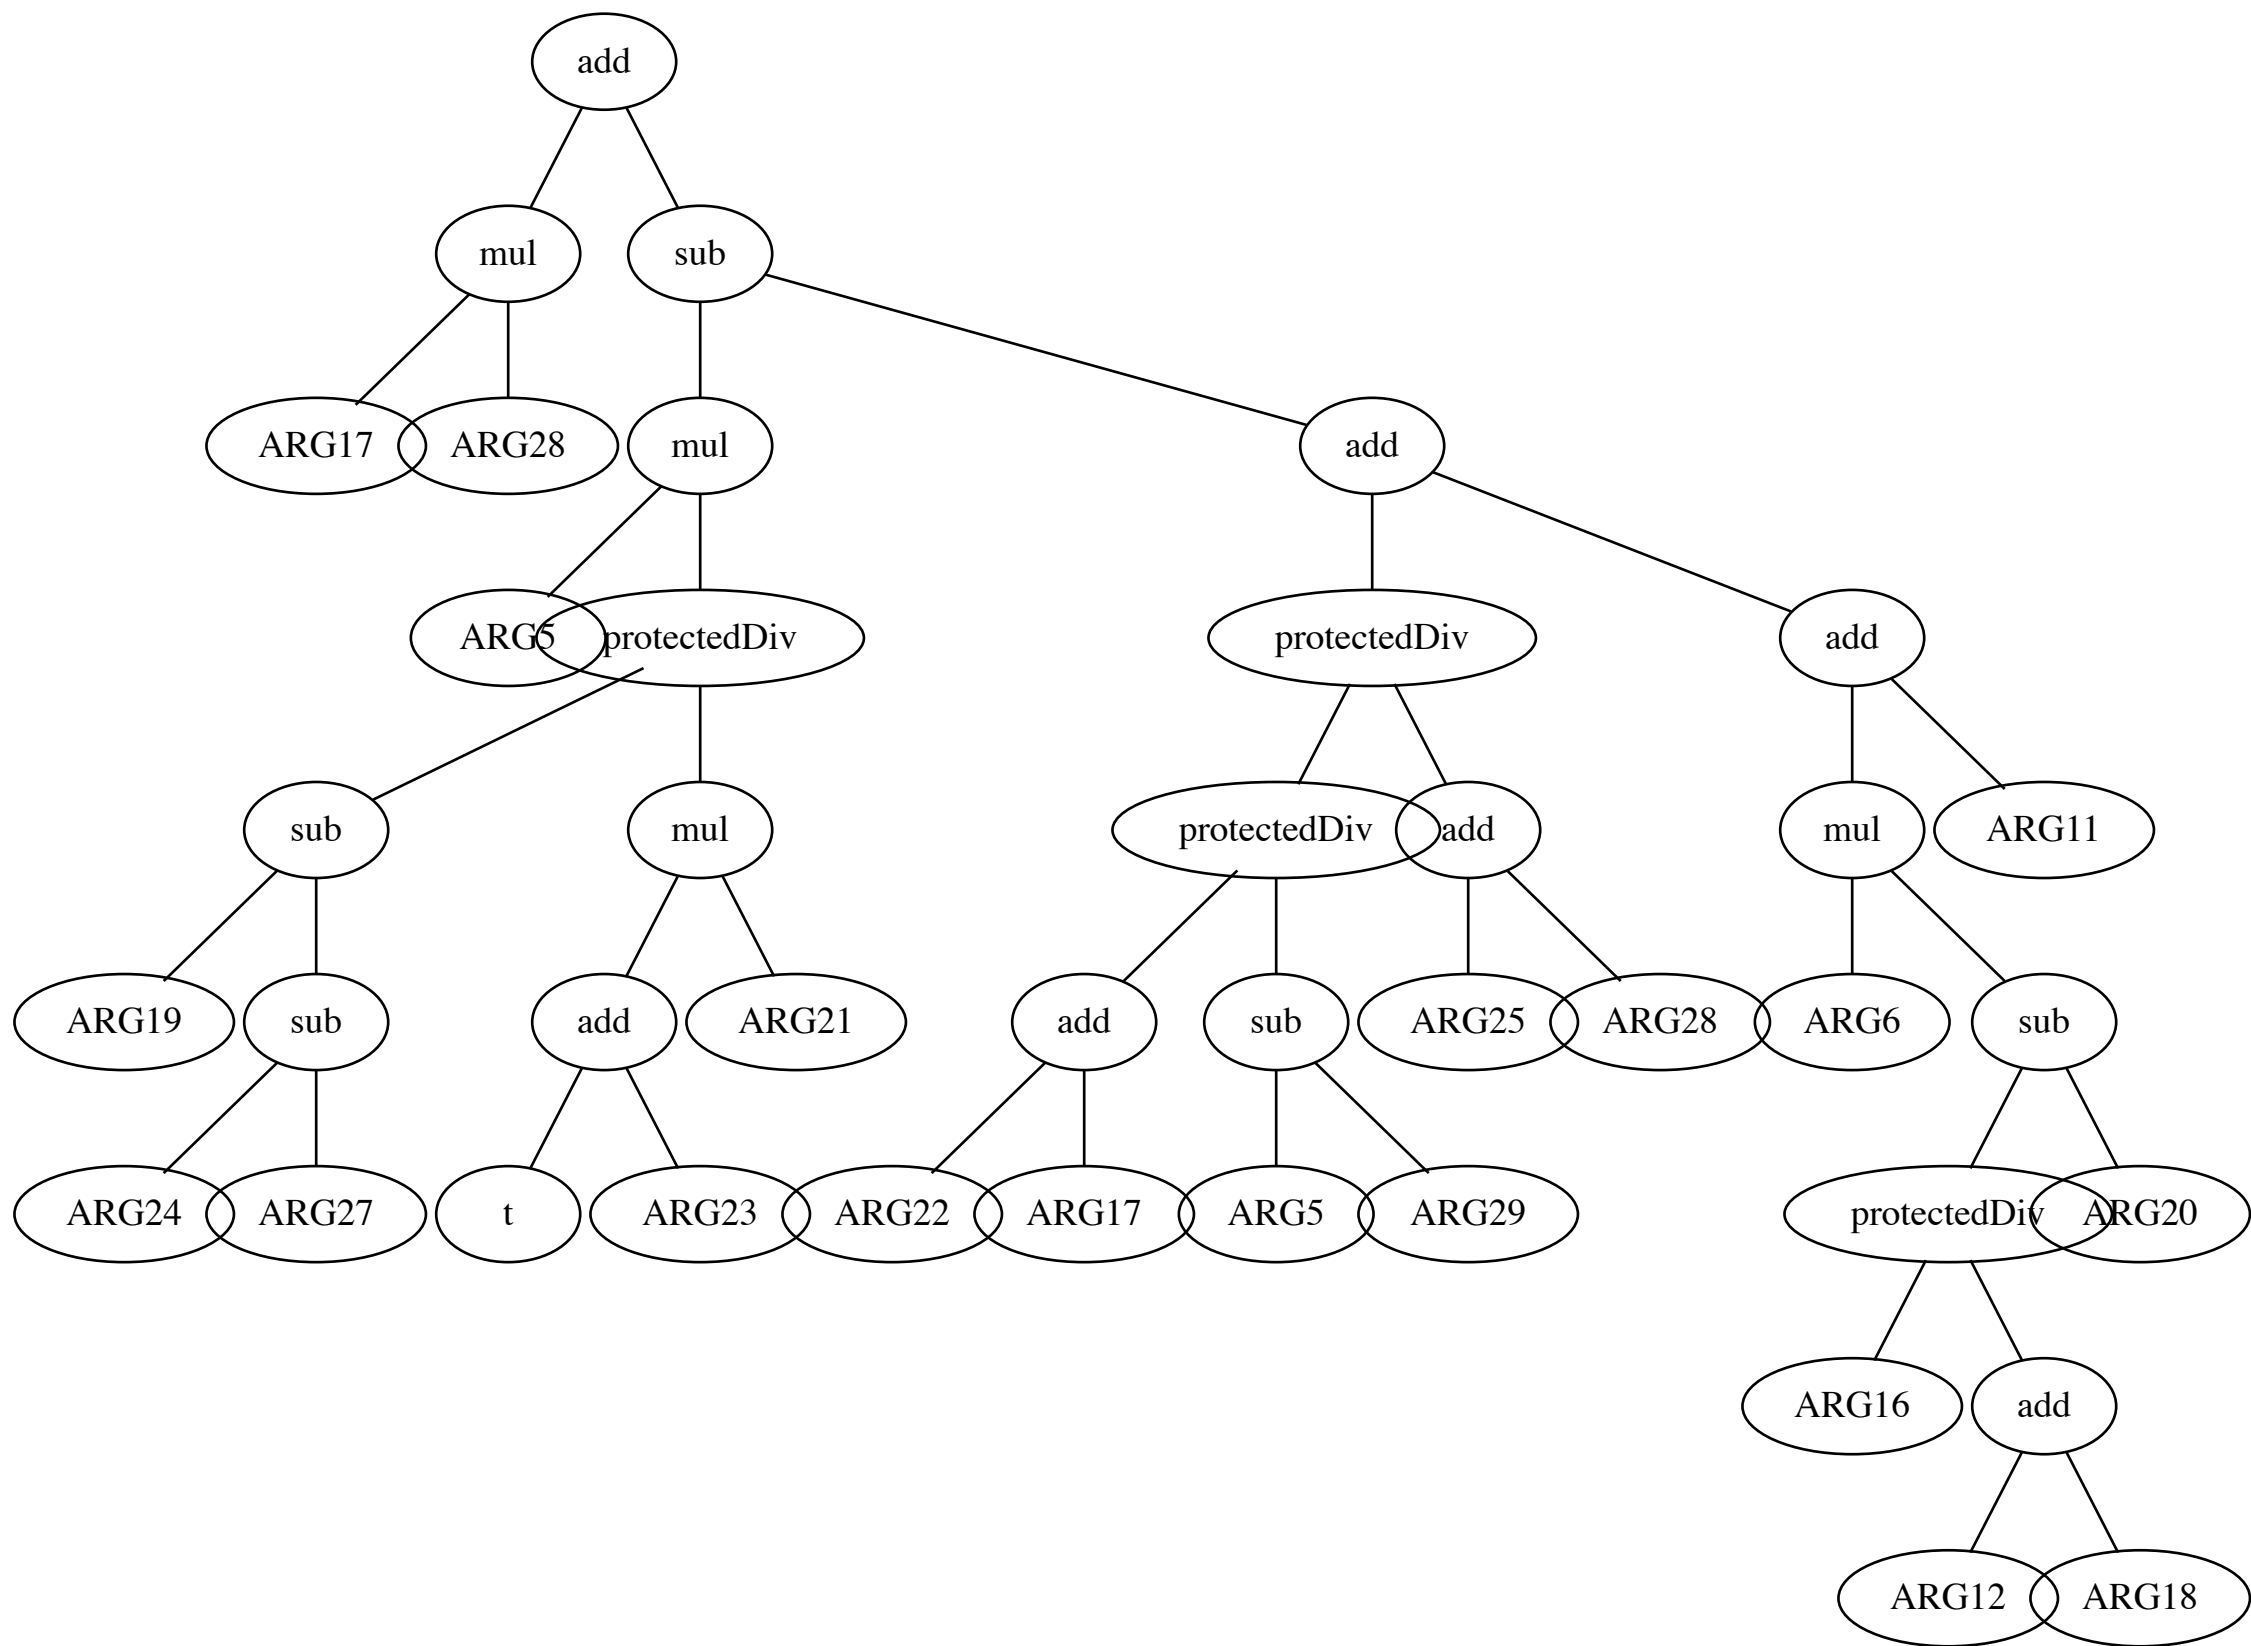 add
mul sub
ARG17 ARG28 mul add
ARG5 protectedDiv protectedDiv add
sub mul protectedDiv add mul ARG11
ARG19 sub add ARG21 add sub ARG25 ARG28 ARG6 sub
ARG24 ARG27 t ARG23 ARG22 ARG17 ARG5 ARG29 protectedDiv ARG20
ARG16 add
ARG12 ARG18